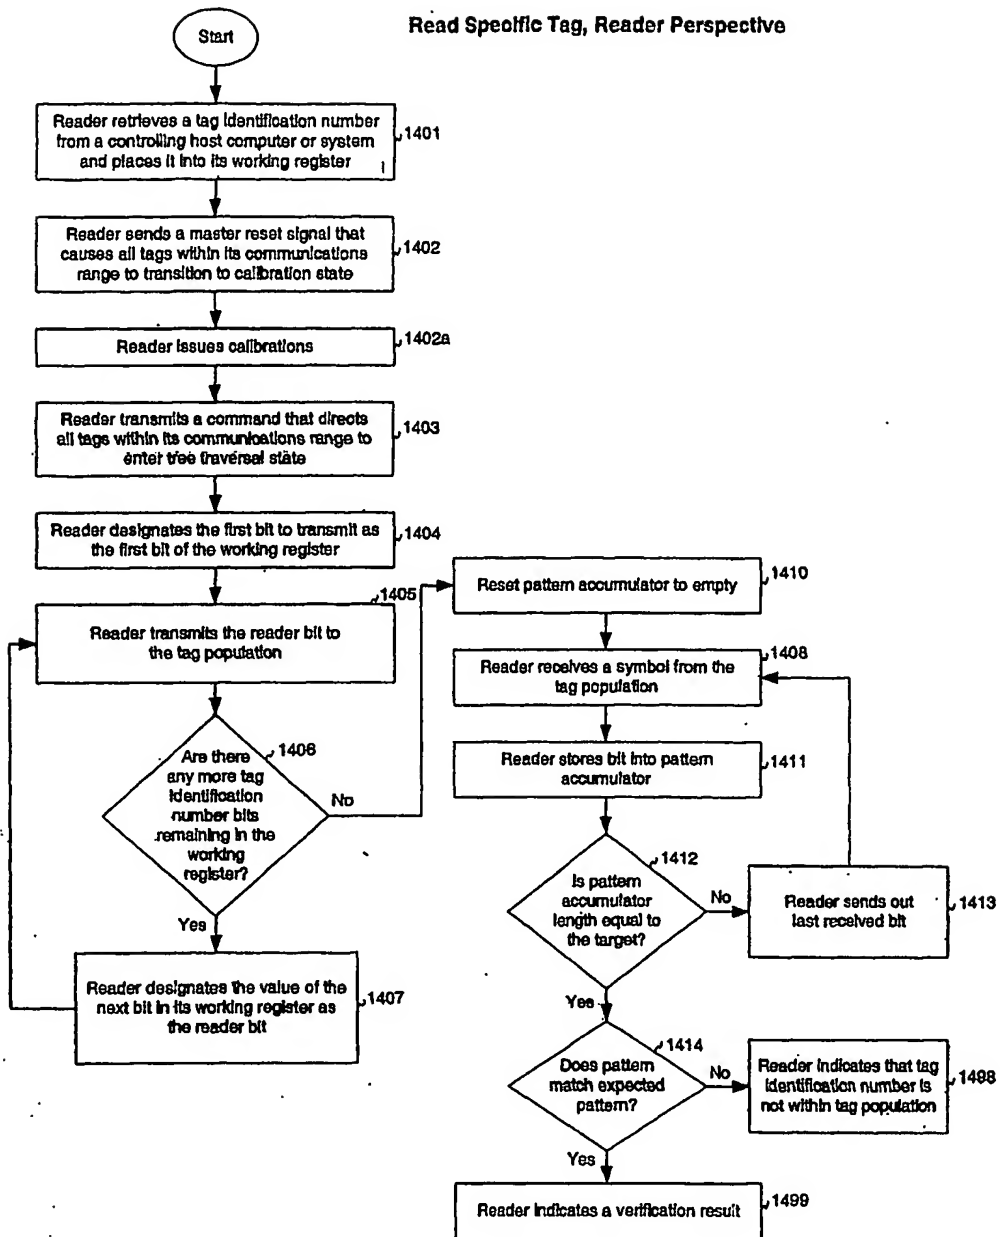 Read Specific Tag, Reader Perspective
Start
Reader retrieves a tag identification number
from a controlling host computer or system
and places it into its working register
1401
Reader sends a master reset signal that
causes all tags within its communications
range to transition to calibration state
1402
Reader issues calibrations
1402a
Reader transmits a command that directs
all tags within its communications range to
enter tree traversal state
1403
Reader designates the first bit to transmit as
the first bit of the working register
1404
1405
Reader transmits the reader bit to
the tag population
1406
Are there
any more tag
identification
number bits
remaining in the
working
register?
No
Yes
Reader designates the value of the
next bit in its working register as
the reader bit
1407
Reset pattern accumulator to empty
1410
Reader receives a symbol from the
tag population
1408
Reader stores bit into pattern
accumulator
1411
1412
Is pattern
accumulator
length equal to
the target?
No
Reader sends out
last received bit
1413
Yes
1414
Does pattern
match expected
pattern?
No
Reader indicates that tag
identification number is
not within tag population
1498
Yes
Reader indicates a verification result
1499